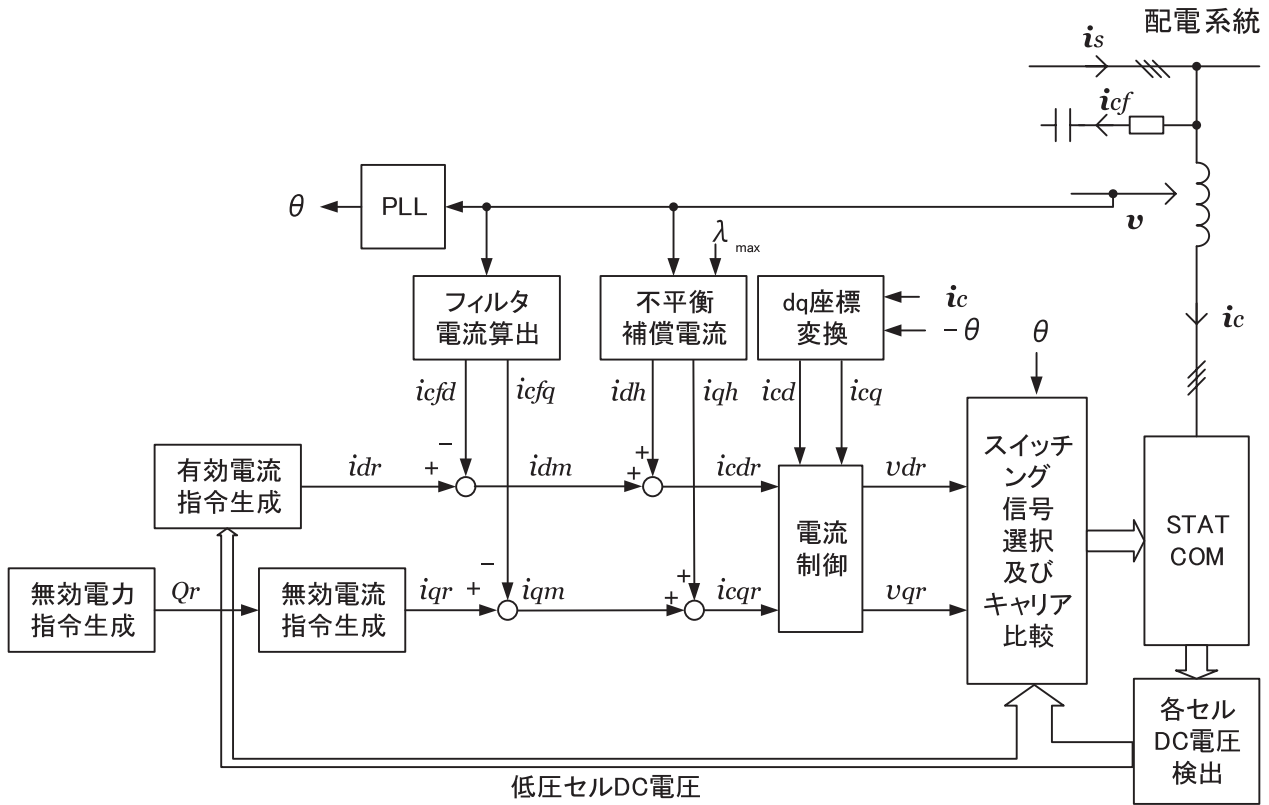 配電系統
is
icf
θ
PLL
v
λ max
フィルタ
電流算出
不平衡
補償電流
dq座標
変換
ic
－θ
θ
ic
icfd
icfq
idh
iqh
icd
icq
有効電流
指令生成
idr
＋
－
idm
＋
＋
icdr
vdr
電流
制御
スイッチ
ング
信号
選択
及び
キャリア
比較
STAT
COM
無効電力
指令生成
Qr
無効電流
指令生成
iqr
＋
－
iqm
＋
＋
icqr
vqr
各セル
DC電圧
検出
低圧セルDC電圧